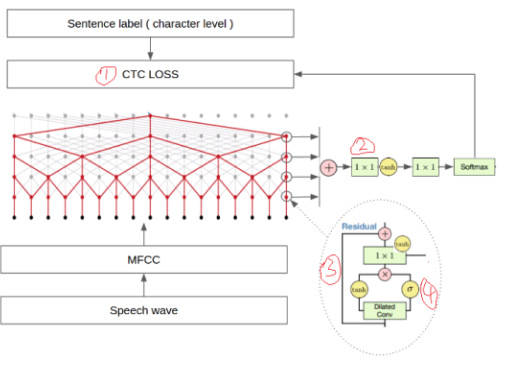 Sentence label ( character level )
1 CTC LOSS
2
+ 1 × 1 tanh 1 × 1 Softmax
Residual
+
tanh
1 × 1
3
×
tanh σ 4
Dilated
Conv
MFCC
Speech wave